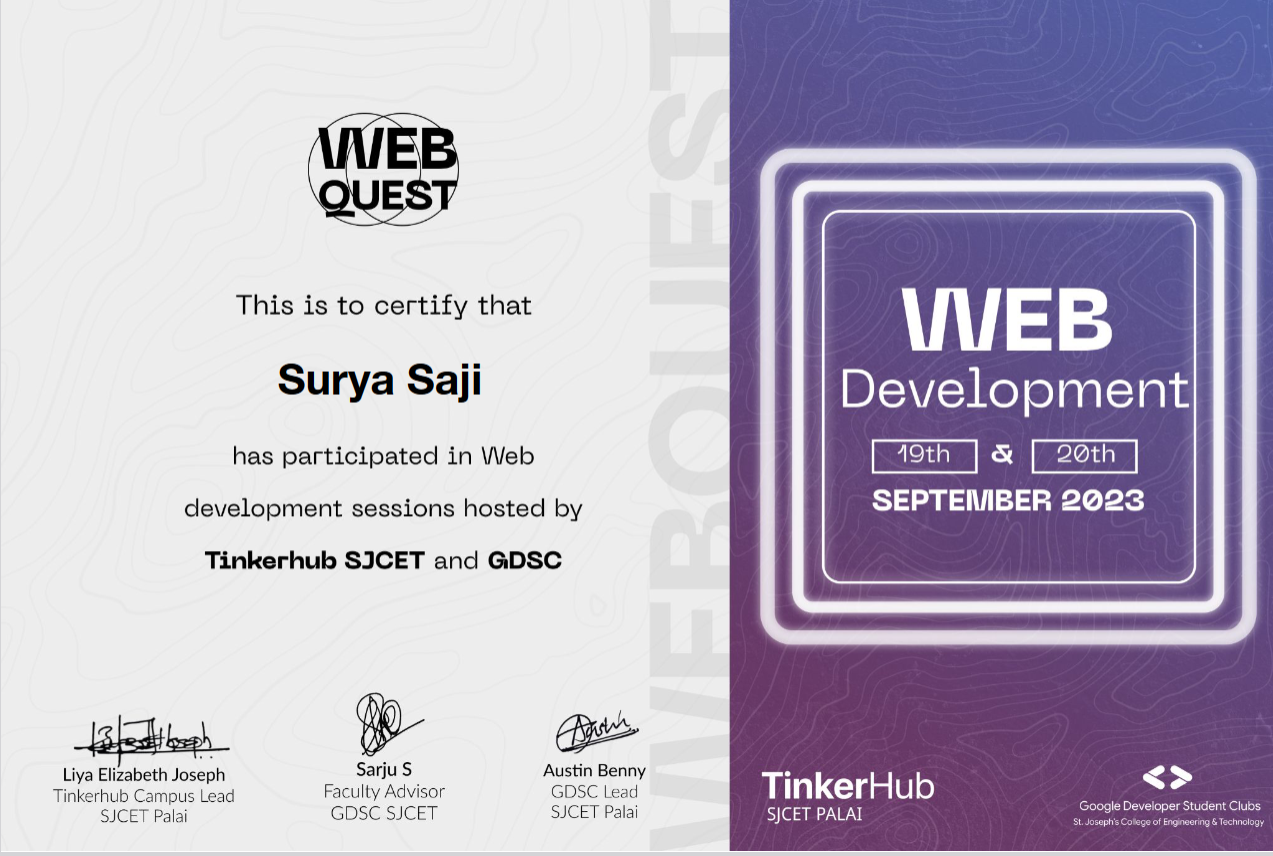 WEB
QUEST
This is to certify that
Surya Saji
has participated in Web
development sessions hosted by
Tinkerhub SJCET and GDSC
Liya Elizabeth Joseph
Tinkerhub Campus Lead
SJCET Palai
Sarju S
Faculty Advisor
GDSC SJCET
Austin Benny
GDSC Lead
SJCET Palai
WEBQUEST
WEB
Development
19th & 20th
SEPTEMBER 2023
TinkerHub
SJCET PALAI
Google Developer Student Clubs
St. Joseph's College of Engineering & Technology